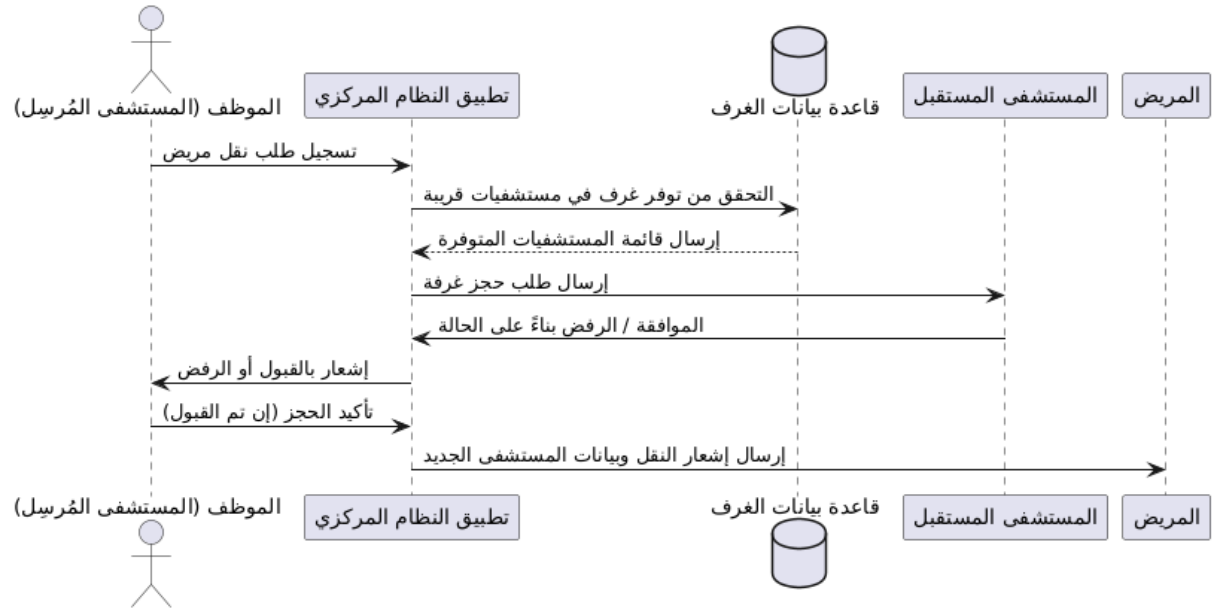 الموظف (المستشفى المُرسِل)
تطبيق النظام المركزي
قاعدة بيانات الغرف
المستشفى المستقبل
المريض
تسجيل طلب نقل مريض
التحقق من توفر غرف في مستشفيات قريبة
إرسال قائمة المستشفيات المتوفرة
إرسال طلب حجز غرفة
الموافقة / الرفض بناءً على الحالة
إشعار بالقبول أو الرفض
تأكيد الحجز (إن تم القبول)
إرسال إشعار النقل وبيانات المستشفى الجديد
الموظف (المستشفى المُرسِل)
تطبيق النظام المركزي
قاعدة بيانات الغرف
المستشفى المستقبل
المريض